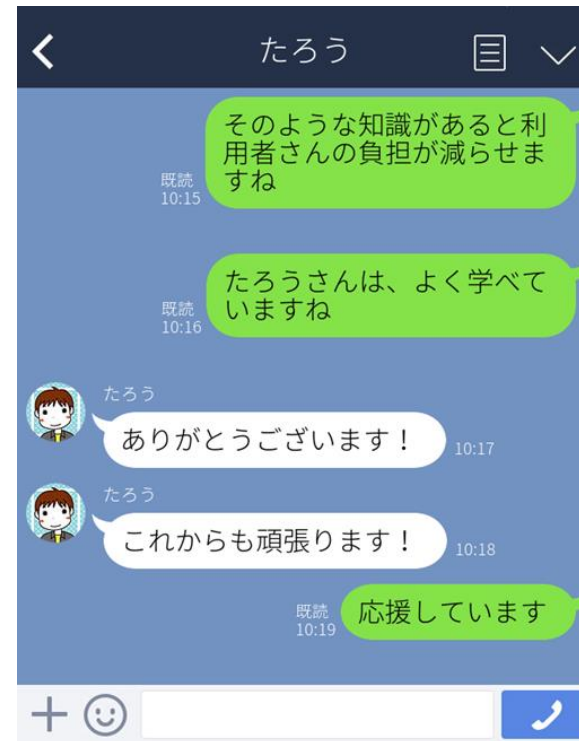 たろう
そのような知識があると利
用者さんの負担が減らせま
すね
既読
10:15
たろうさんは、よく学べて
いますね
既読
10:16
たろう
ありがとうございます！
10:17
たろう
これからも頑張ります！
10:18
既読
10:19
応援しています